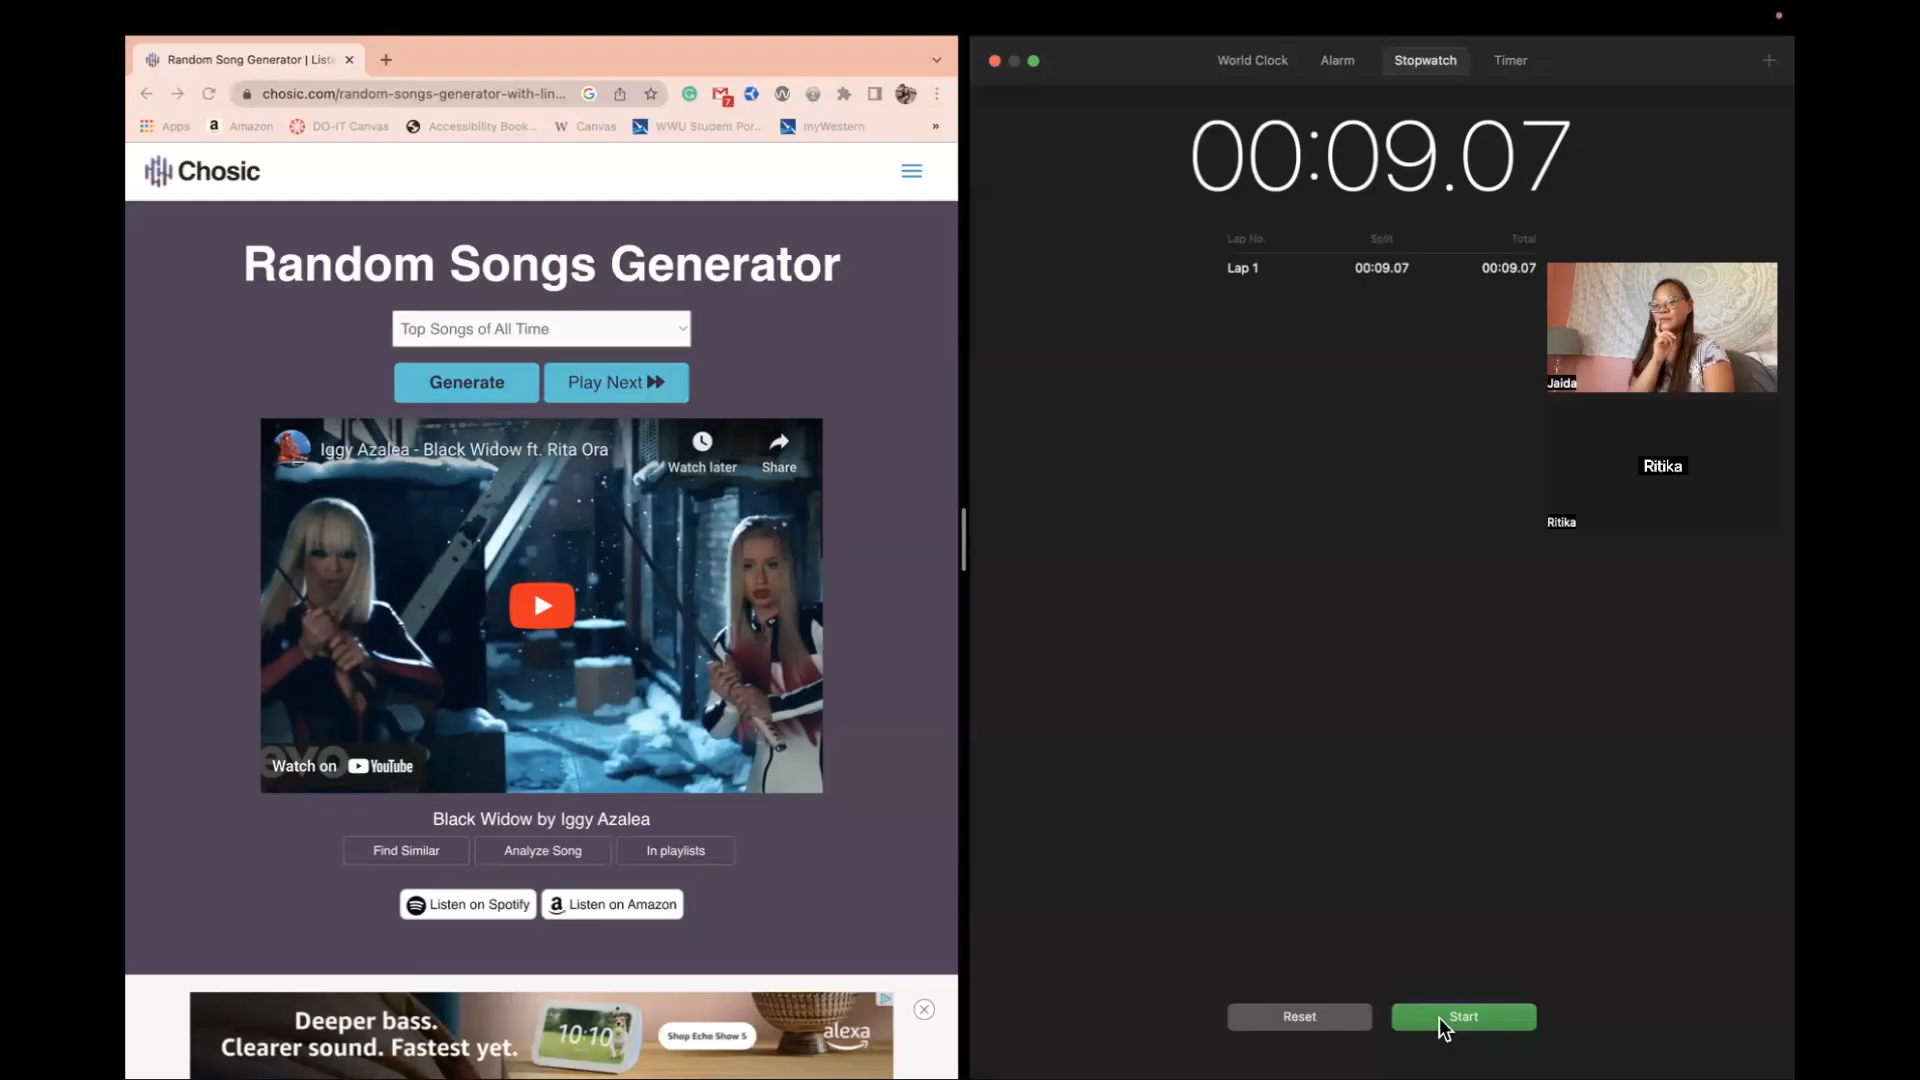 Random Song Generator | List
chosic.com/random-songs-generator-with-lin...
7
Apps
Amazon
DO-IT Canvas
Accessibility Book...
Canvas
WWU Student Por...
myWestern
»
Chosic
Random Songs Generator
Top Songs of All Time
Generate
Play Next
Iggy Azalea - Black Widow ft. Rita Ora
Watch later
Share
Watch on YouTube
Black Widow by Iggy Azalea
Find Similar
Analyze Song
In playlists
Listen on Spotify
Listen on Amazon
Deeper bass.
Clearer sound. Fastest yet.
10:10
Shop Echo Show 5
alexa
World Clock
Alarm
Stopwatch
Timer
00:09.07
Lap No. Split Total
Lap 1 00:09.07 00:09.07
Jaida
Ritika
Ritika
Reset
Start